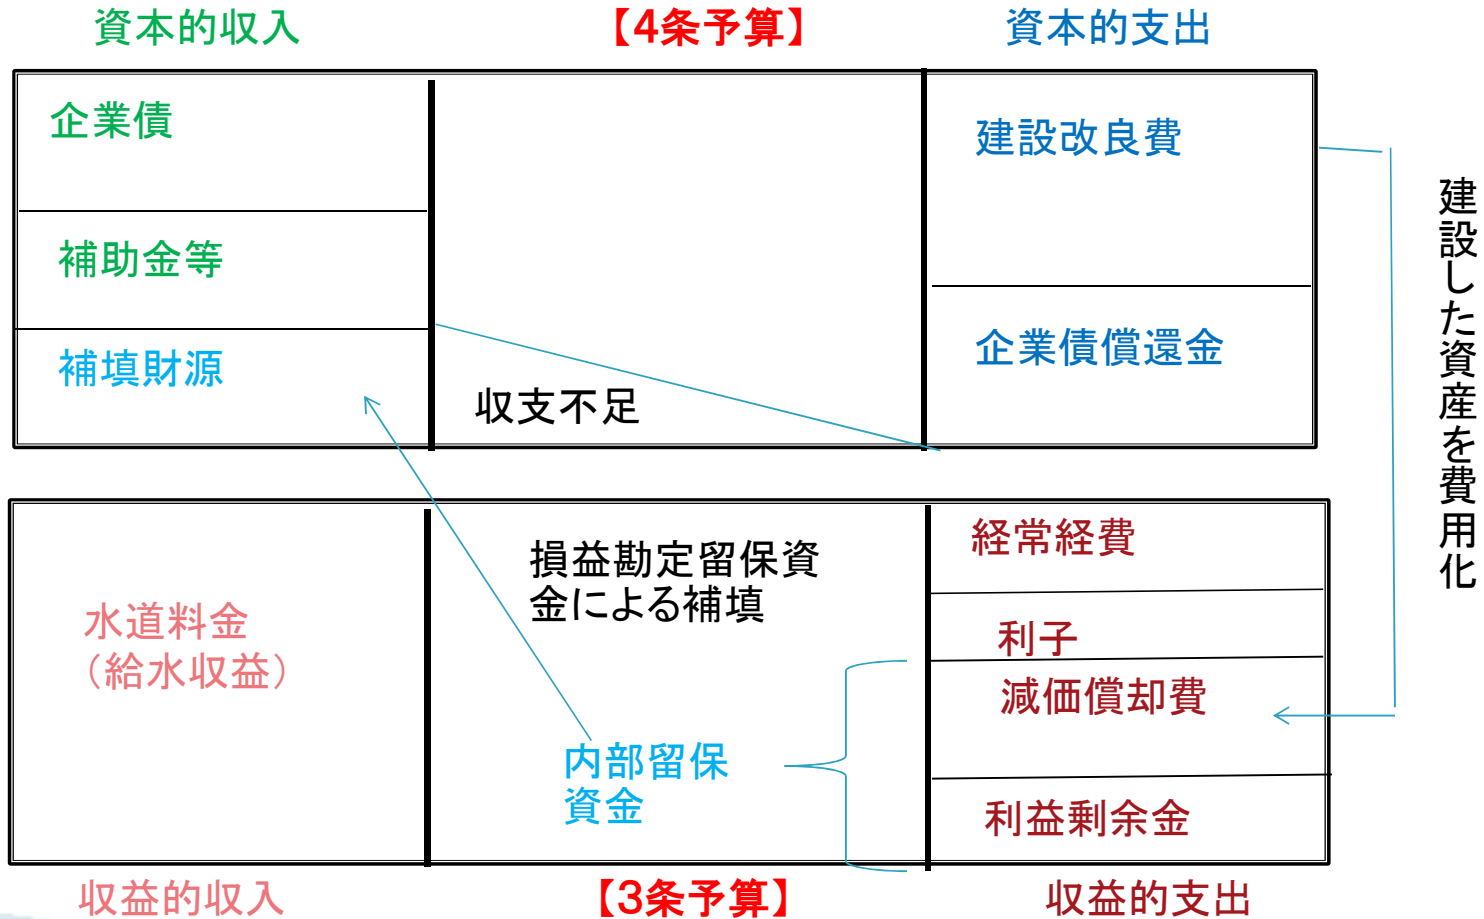 資本的収入
【4条予算】
資本的支出
企業債
補助金等
補填財源
収支不足
建設改良費
企業債償還金
建設した資産を費用化
水道料金
（給水収益）
損益勘定留保資
金による補填
内部留保
資金
経常経費
利子
減価償却費
利益剰余金
収益的収入
【3条予算】
収益的支出